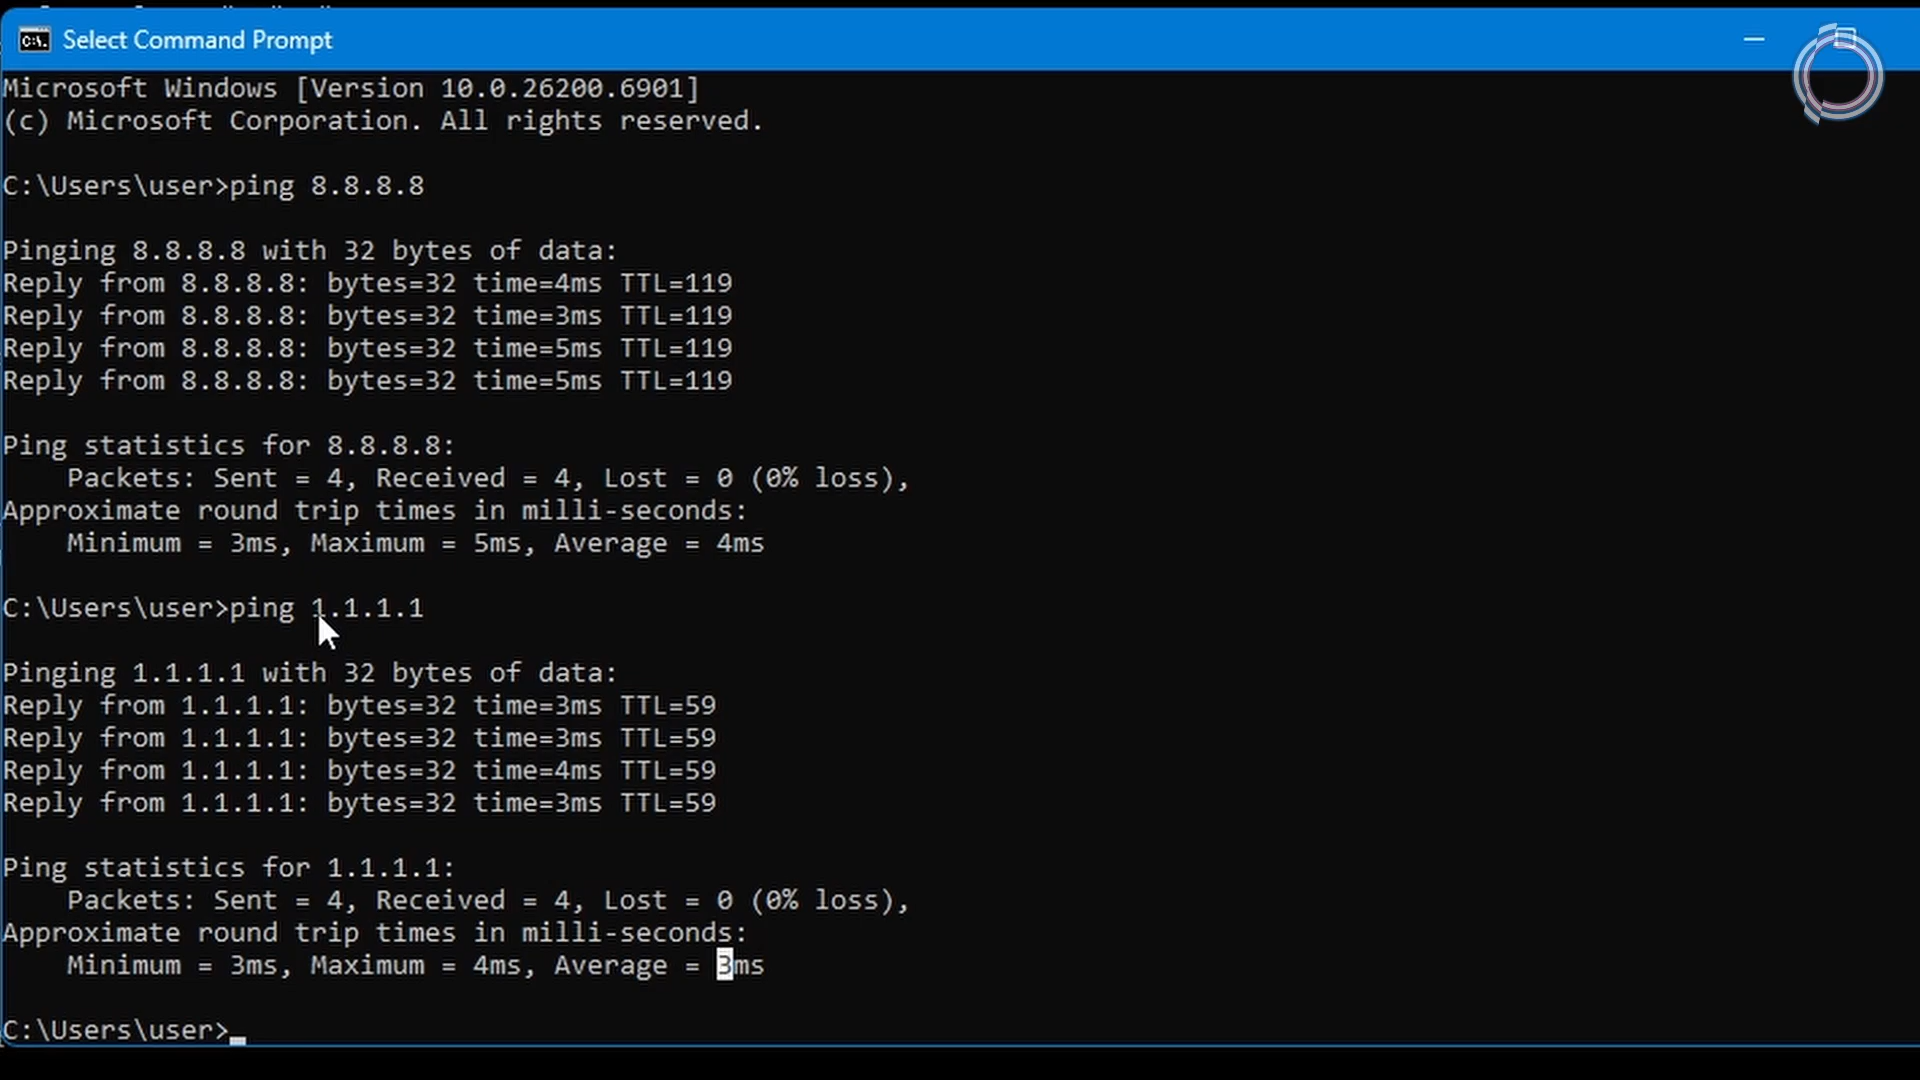 Select Command Prompt
Microsoft Windows [Version 10.0.26200.6901]
(c) Microsoft Corporation. All rights reserved.
C:\Users\user>ping 8.8.8.8
Pinging 8.8.8.8 with 32 bytes of data:
Reply from 8.8.8.8: bytes=32 time=4ms TTL=119
Reply from 8.8.8.8: bytes=32 time=3ms TTL=119
Reply from 8.8.8.8: bytes=32 time=5ms TTL=119
Reply from 8.8.8.8: bytes=32 time=5ms TTL=119
Ping statistics for 8.8.8.8:
    Packets: Sent = 4, Received = 4, Lost = 0 (0% loss),
Approximate round trip times in milli-seconds:
    Minimum = 3ms, Maximum = 5ms, Average = 4ms
C:\Users\user>ping 1.1.1.1
Pinging 1.1.1.1 with 32 bytes of data:
Reply from 1.1.1.1: bytes=32 time=3ms TTL=59
Reply from 1.1.1.1: bytes=32 time=3ms TTL=59
Reply from 1.1.1.1: bytes=32 time=4ms TTL=59
Reply from 1.1.1.1: bytes=32 time=3ms TTL=59
Ping statistics for 1.1.1.1:
    Packets: Sent = 4, Received = 4, Lost = 0 (0% loss),
Approximate round trip times in milli-seconds:
    Minimum = 3ms, Maximum = 4ms, Average = 3ms
C:\Users\user>